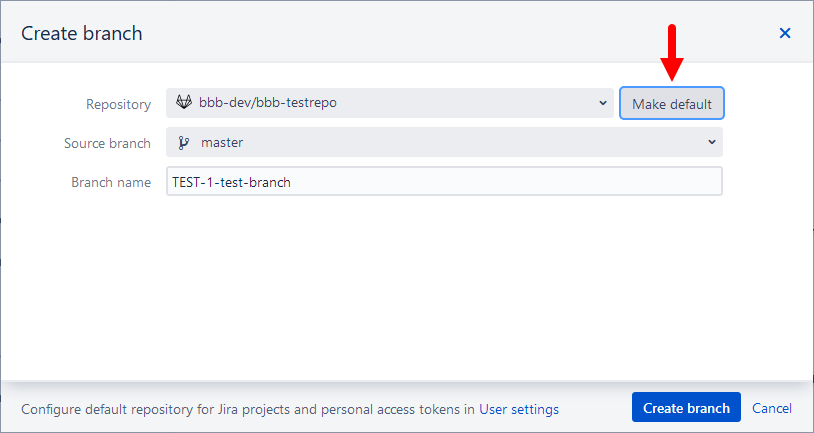 Create branch
Repository bbb-dev/bbb-testrepo Make default
Source branch master
Branch name TEST-1-test-branch
Configure default repository for Jira projects and personal access tokens in User settings Create branch Cancel